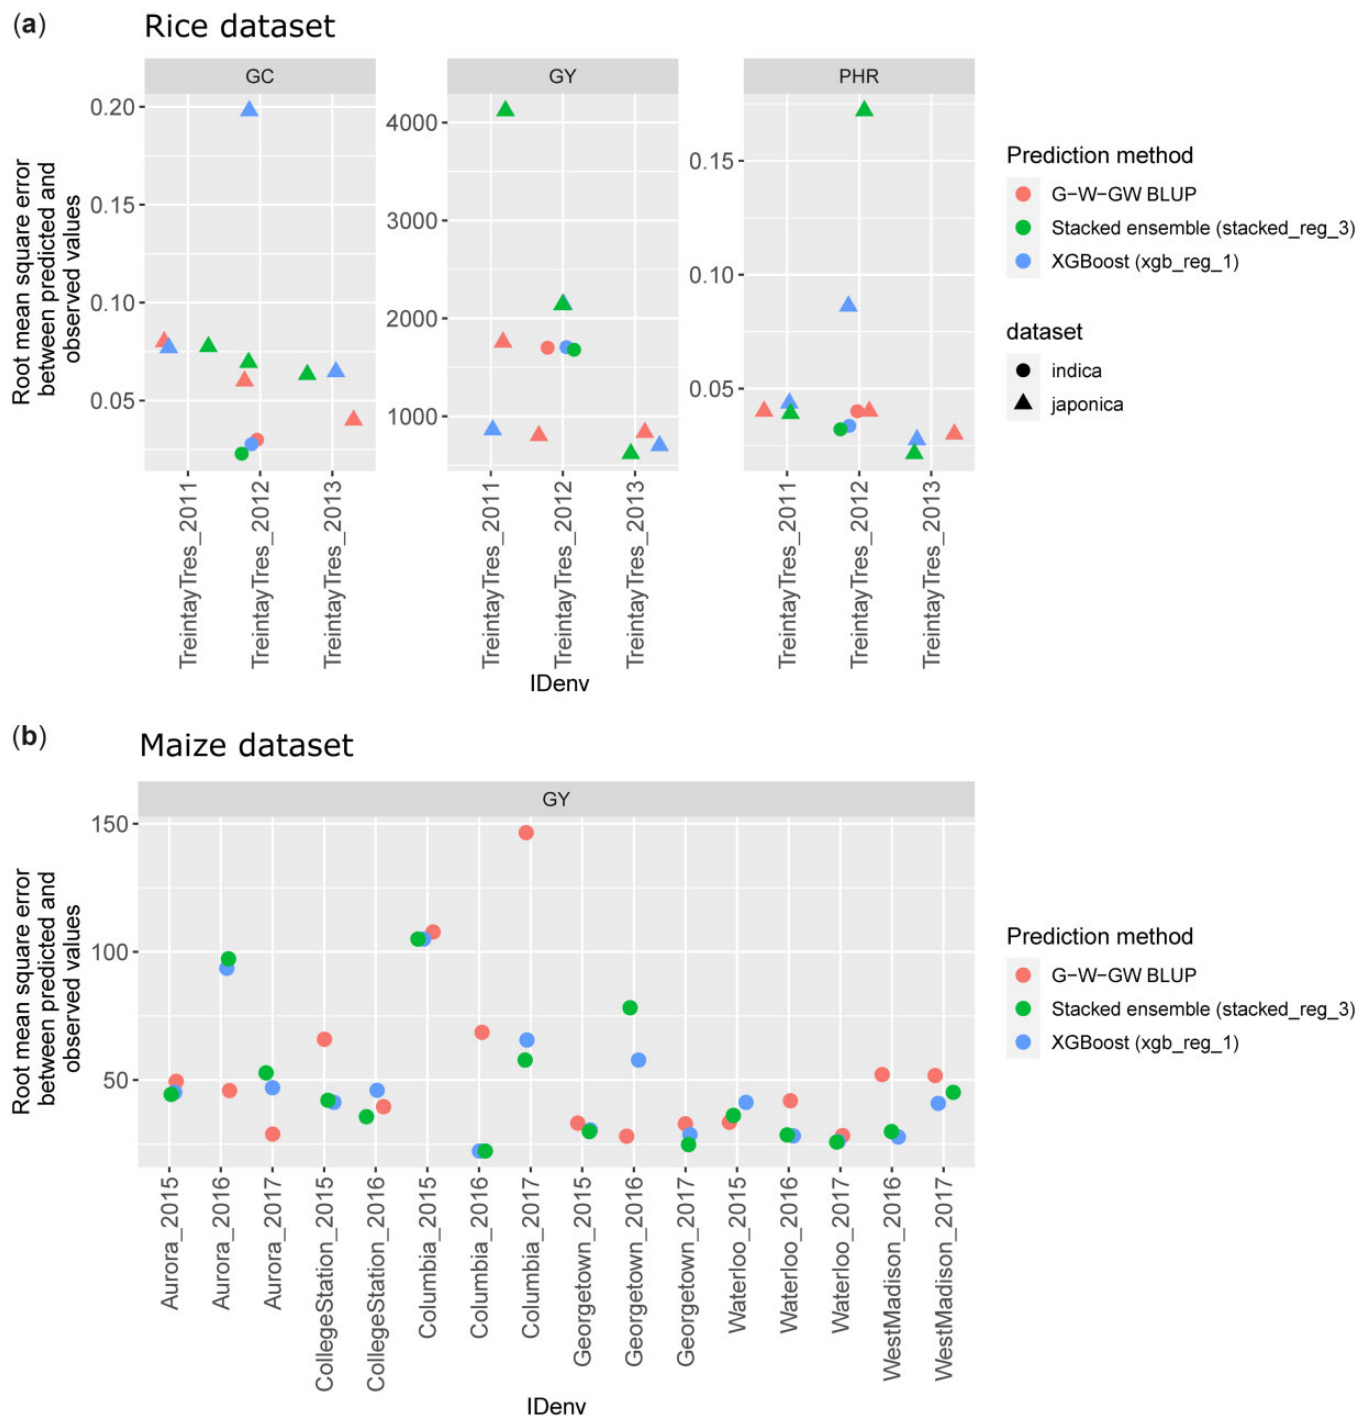 (a)
Rice dataset
GC
GY
PHR
Root mean square error
between predicted and
observed values
0.20
0.15
0.10
0.05
4000
3000
2000
1000
0.15
0.10
0.05
TreintayTres_2011
TreintayTres_2012
TreintayTres_2013
TreintayTres_2011
TreintayTres_2012
TreintayTres_2013
TreintayTres_2011
TreintayTres_2012
TreintayTres_2013
IDenv
Prediction method
G−W−GW BLUP
Stacked ensemble (stacked_reg_3)
XGBoost (xgb_reg_1)
dataset
indica
japonica
(b)
Maize dataset
GY
Root mean square error
between predicted and
observed values
150
100
50
Aurora_2015
Aurora_2016
Aurora_2017
CollegeStation_2015
CollegeStation_2016
Columbia_2015
Columbia_2016
Columbia_2017
Georgetown_2015
Georgetown_2016
Georgetown_2017
Waterloo_2015
Waterloo_2016
Waterloo_2017
WestMadison_2016
WestMadison_2017
IDenv
Prediction method
G−W−GW BLUP
Stacked ensemble (stacked_reg_3)
XGBoost (xgb_reg_1)